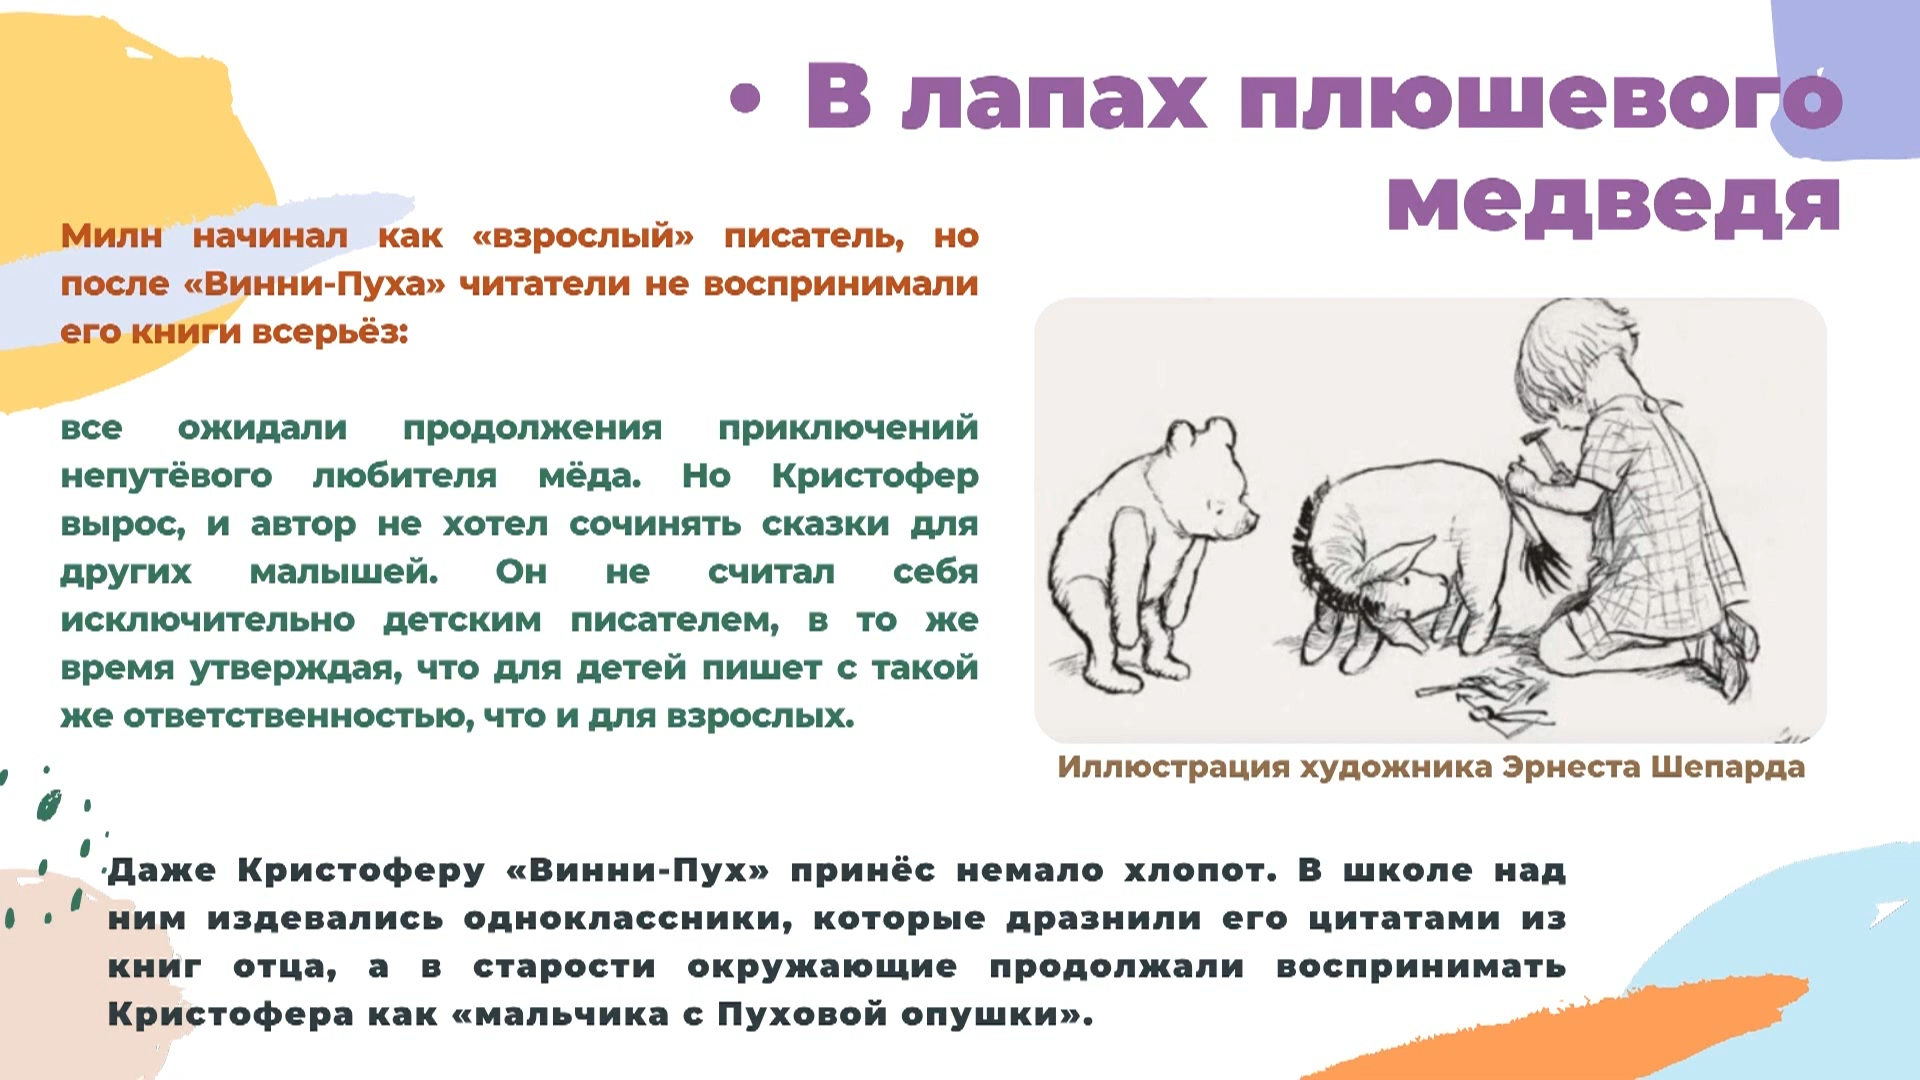 • В лапах плюшевого
медведя
Милн начинал как «взрослый» писатель, но
после «Винни-Пуха» читатели не воспринимали
его книги всерьёз:
все ожидали продолжения приключений
непутёвого любителя мёда. Но Кристофер
вырос, и автор не хотел сочинять сказки для
других малышей. Он не считал себя
исключительно детским писателем, в то же
время утверждая, что для детей пишет с такой
же ответственностью, что и для взрослых.
Иллюстрация художника Эрнеста Шепарда
Даже Кристоферу «Винни-Пух» принёс немало хлопот. В школе над
ним издевались одноклассники, которые дразнили его цитатами из
книг отца, а в старости окружающие продолжали воспринимать
Кристофера как «мальчика с Пуховой опушки».